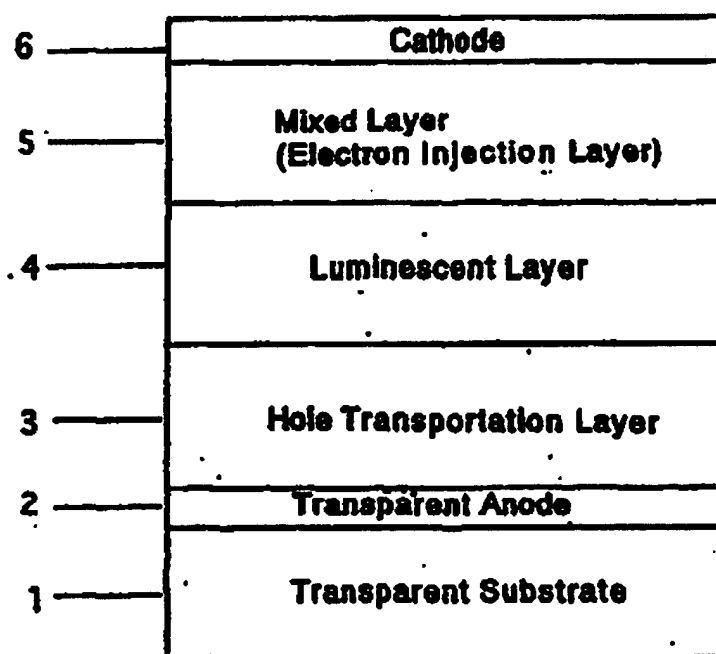 6 Cathode
5 Mixed Layer
(Electron Injection Layer)
4 Luminescent Layer
3 Hole Transportation Layer
2 Transparent Anode
1 Transparent Substrate